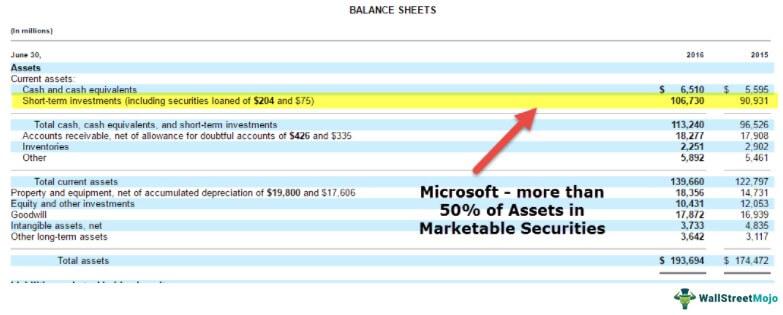 BALANCE SHEETS
(In millions)
June 30, 2016 2015
Assets
Current assets:
Cash and cash equivalents $ 6,510 $ 5,595
Short-term investments (including securities loaned of $204 and $75) 106,730 90,931
Total cash, cash equivalents, and short-term investments 113,240 96,526
Accounts receivable, net of allowance for doubtful accounts of $426 and $335 18,277 17,908
Inventories 2,251 2,902
Other 5,892 5,461
Total current assets 139,660 122,797
Property and equipment, net of accumulated depreciation of $19,800 and $17,606 18,356 14,731
Equity and other investments 10,431 12,053
Goodwill 17,872 16,939
Intangible assets, net 3,733 4,835
Other long-term assets 3,642 3,117
Total assets $ 193,694 $ 174,472
Microsoft – more than
50% of Assets in
Marketable Securities
WallStreetMojo